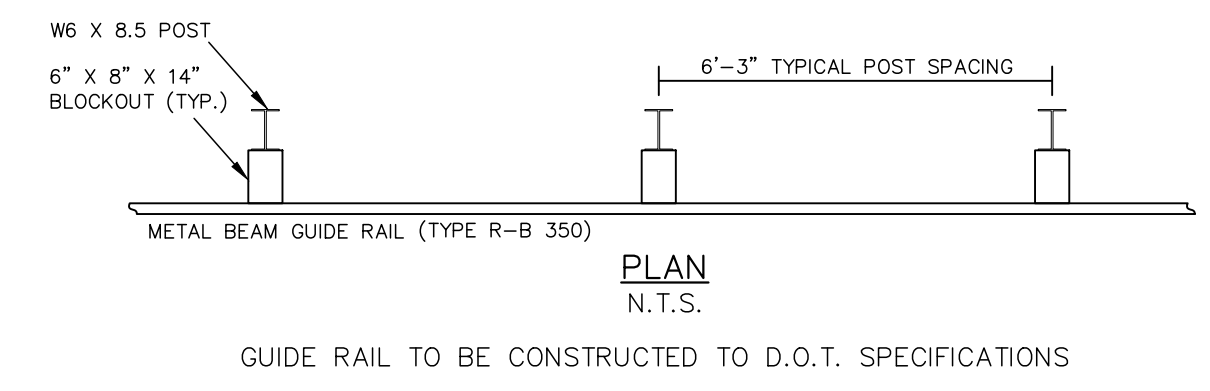 W6 X 8.5 POST
6" X 8" X 14"
BLOCKOUT (TYP.)
6'-3" TYPICAL POST SPACING
METAL BEAM GUIDE RAIL (TYPE R-B 350)
PLAN
N.T.S.
GUIDE RAIL TO BE CONSTRUCTED TO D.O.T. SPECIFICATIONS